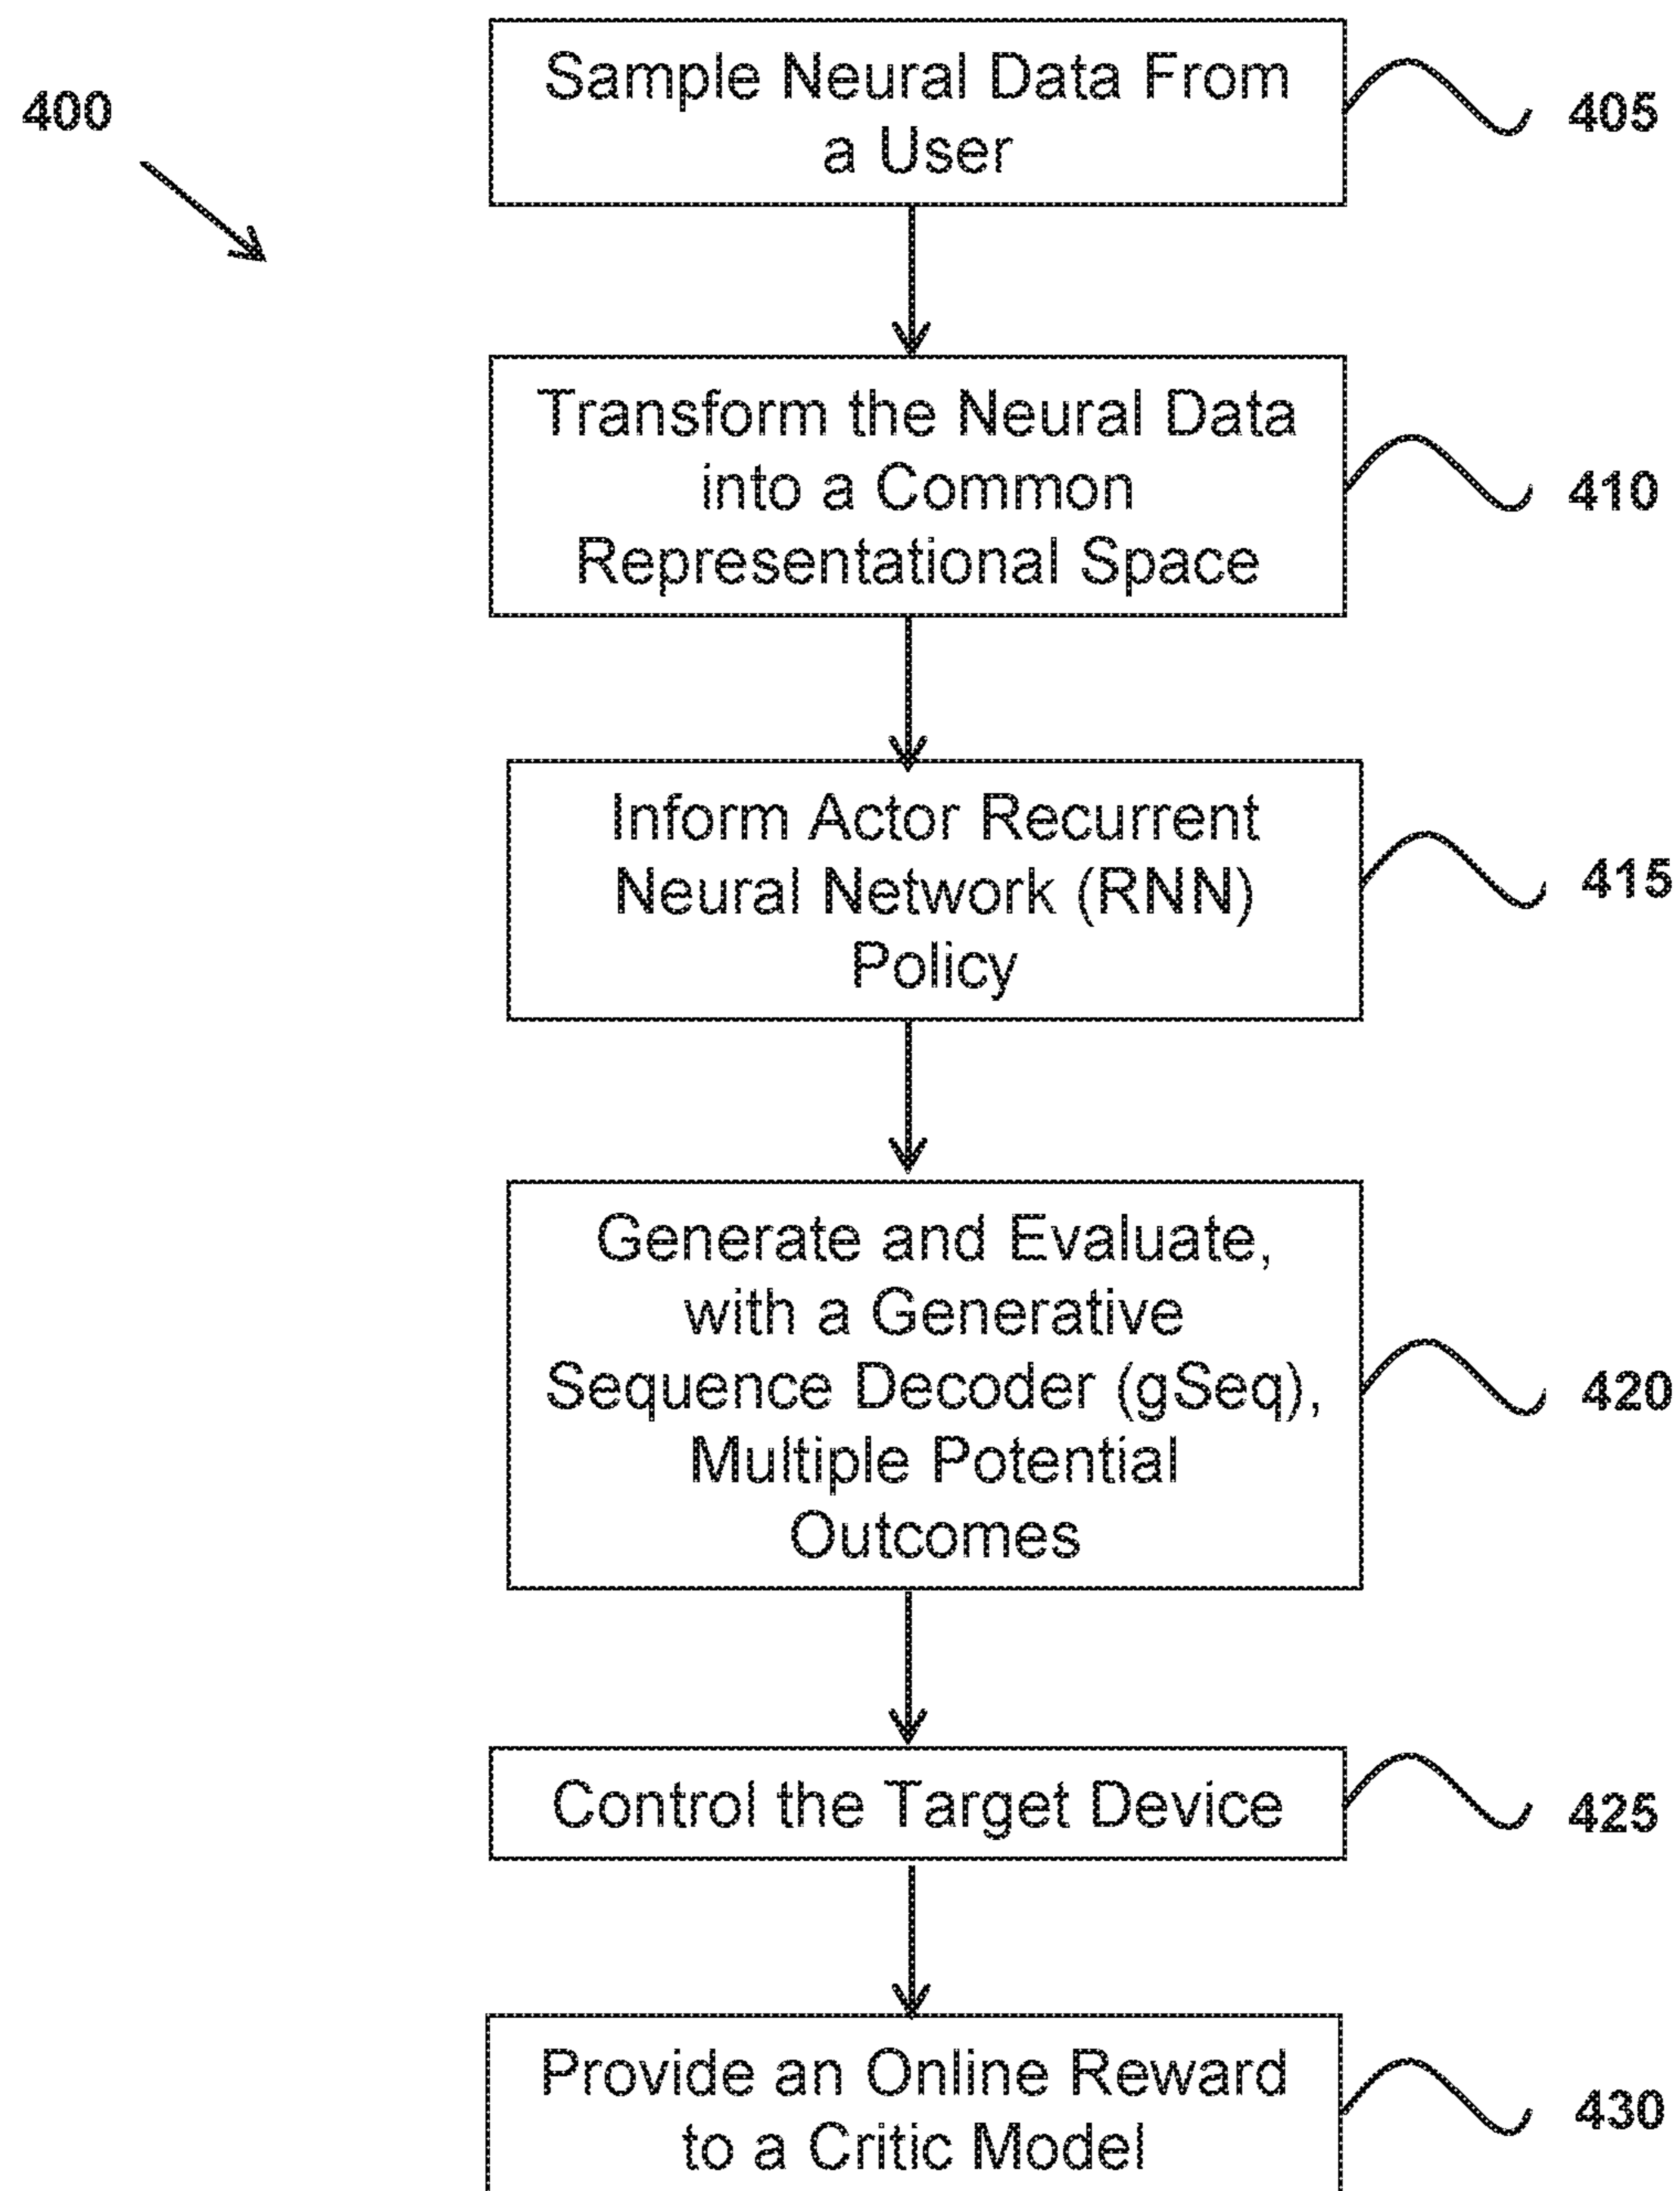 400
Sample Neural Data From
a User
405
Transform the Neural Data
into a Common
Representational Space
410
Inform Actor Recurrent
Neural Network (RNN)
Policy
415
Generate and Evaluate,
with a Generative
Sequence Decoder (gSeq),
Multiple Potential
Outcomes
420
Control the Target Device
425
Provide an Online Reward
to a Critic Model
430